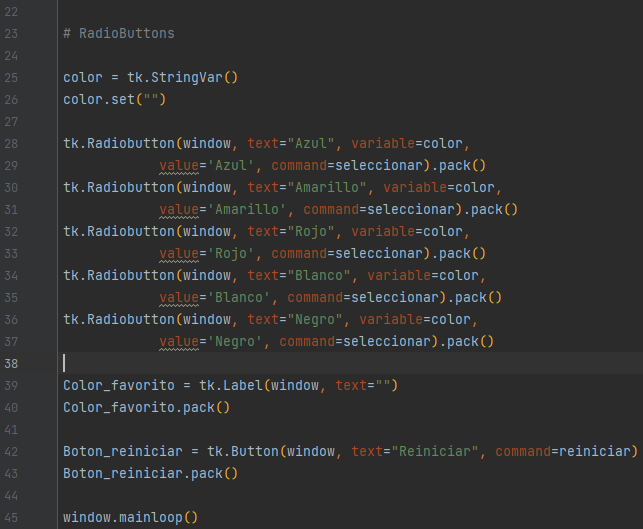 22
23 # RadioButtons
24
25 color = tk.StringVar()
26 color.set("")
27
28 tk.Radiobutton(window, text="Azul", variable=color,
29             value='Azul', command=seleccionar).pack()
30 tk.Radiobutton(window, text="Amarillo", variable=color,
31             value='Amarillo', command=seleccionar).pack()
32 tk.Radiobutton(window, text="Rojo", variable=color,
33             value='Rojo', command=seleccionar).pack()
34 tk.Radiobutton(window, text="Blanco", variable=color,
35             value='Blanco', command=seleccionar).pack()
36 tk.Radiobutton(window, text="Negro", variable=color,
37             value='Negro', command=seleccionar).pack()
38
39 Color_favorito = tk.Label(window, text="")
40 Color_favorito.pack()
41
42 Boton_reiniciar = tk.Button(window, text="Reiniciar", command=reiniciar)
43 Boton_reiniciar.pack()
44
45 window.mainloop()